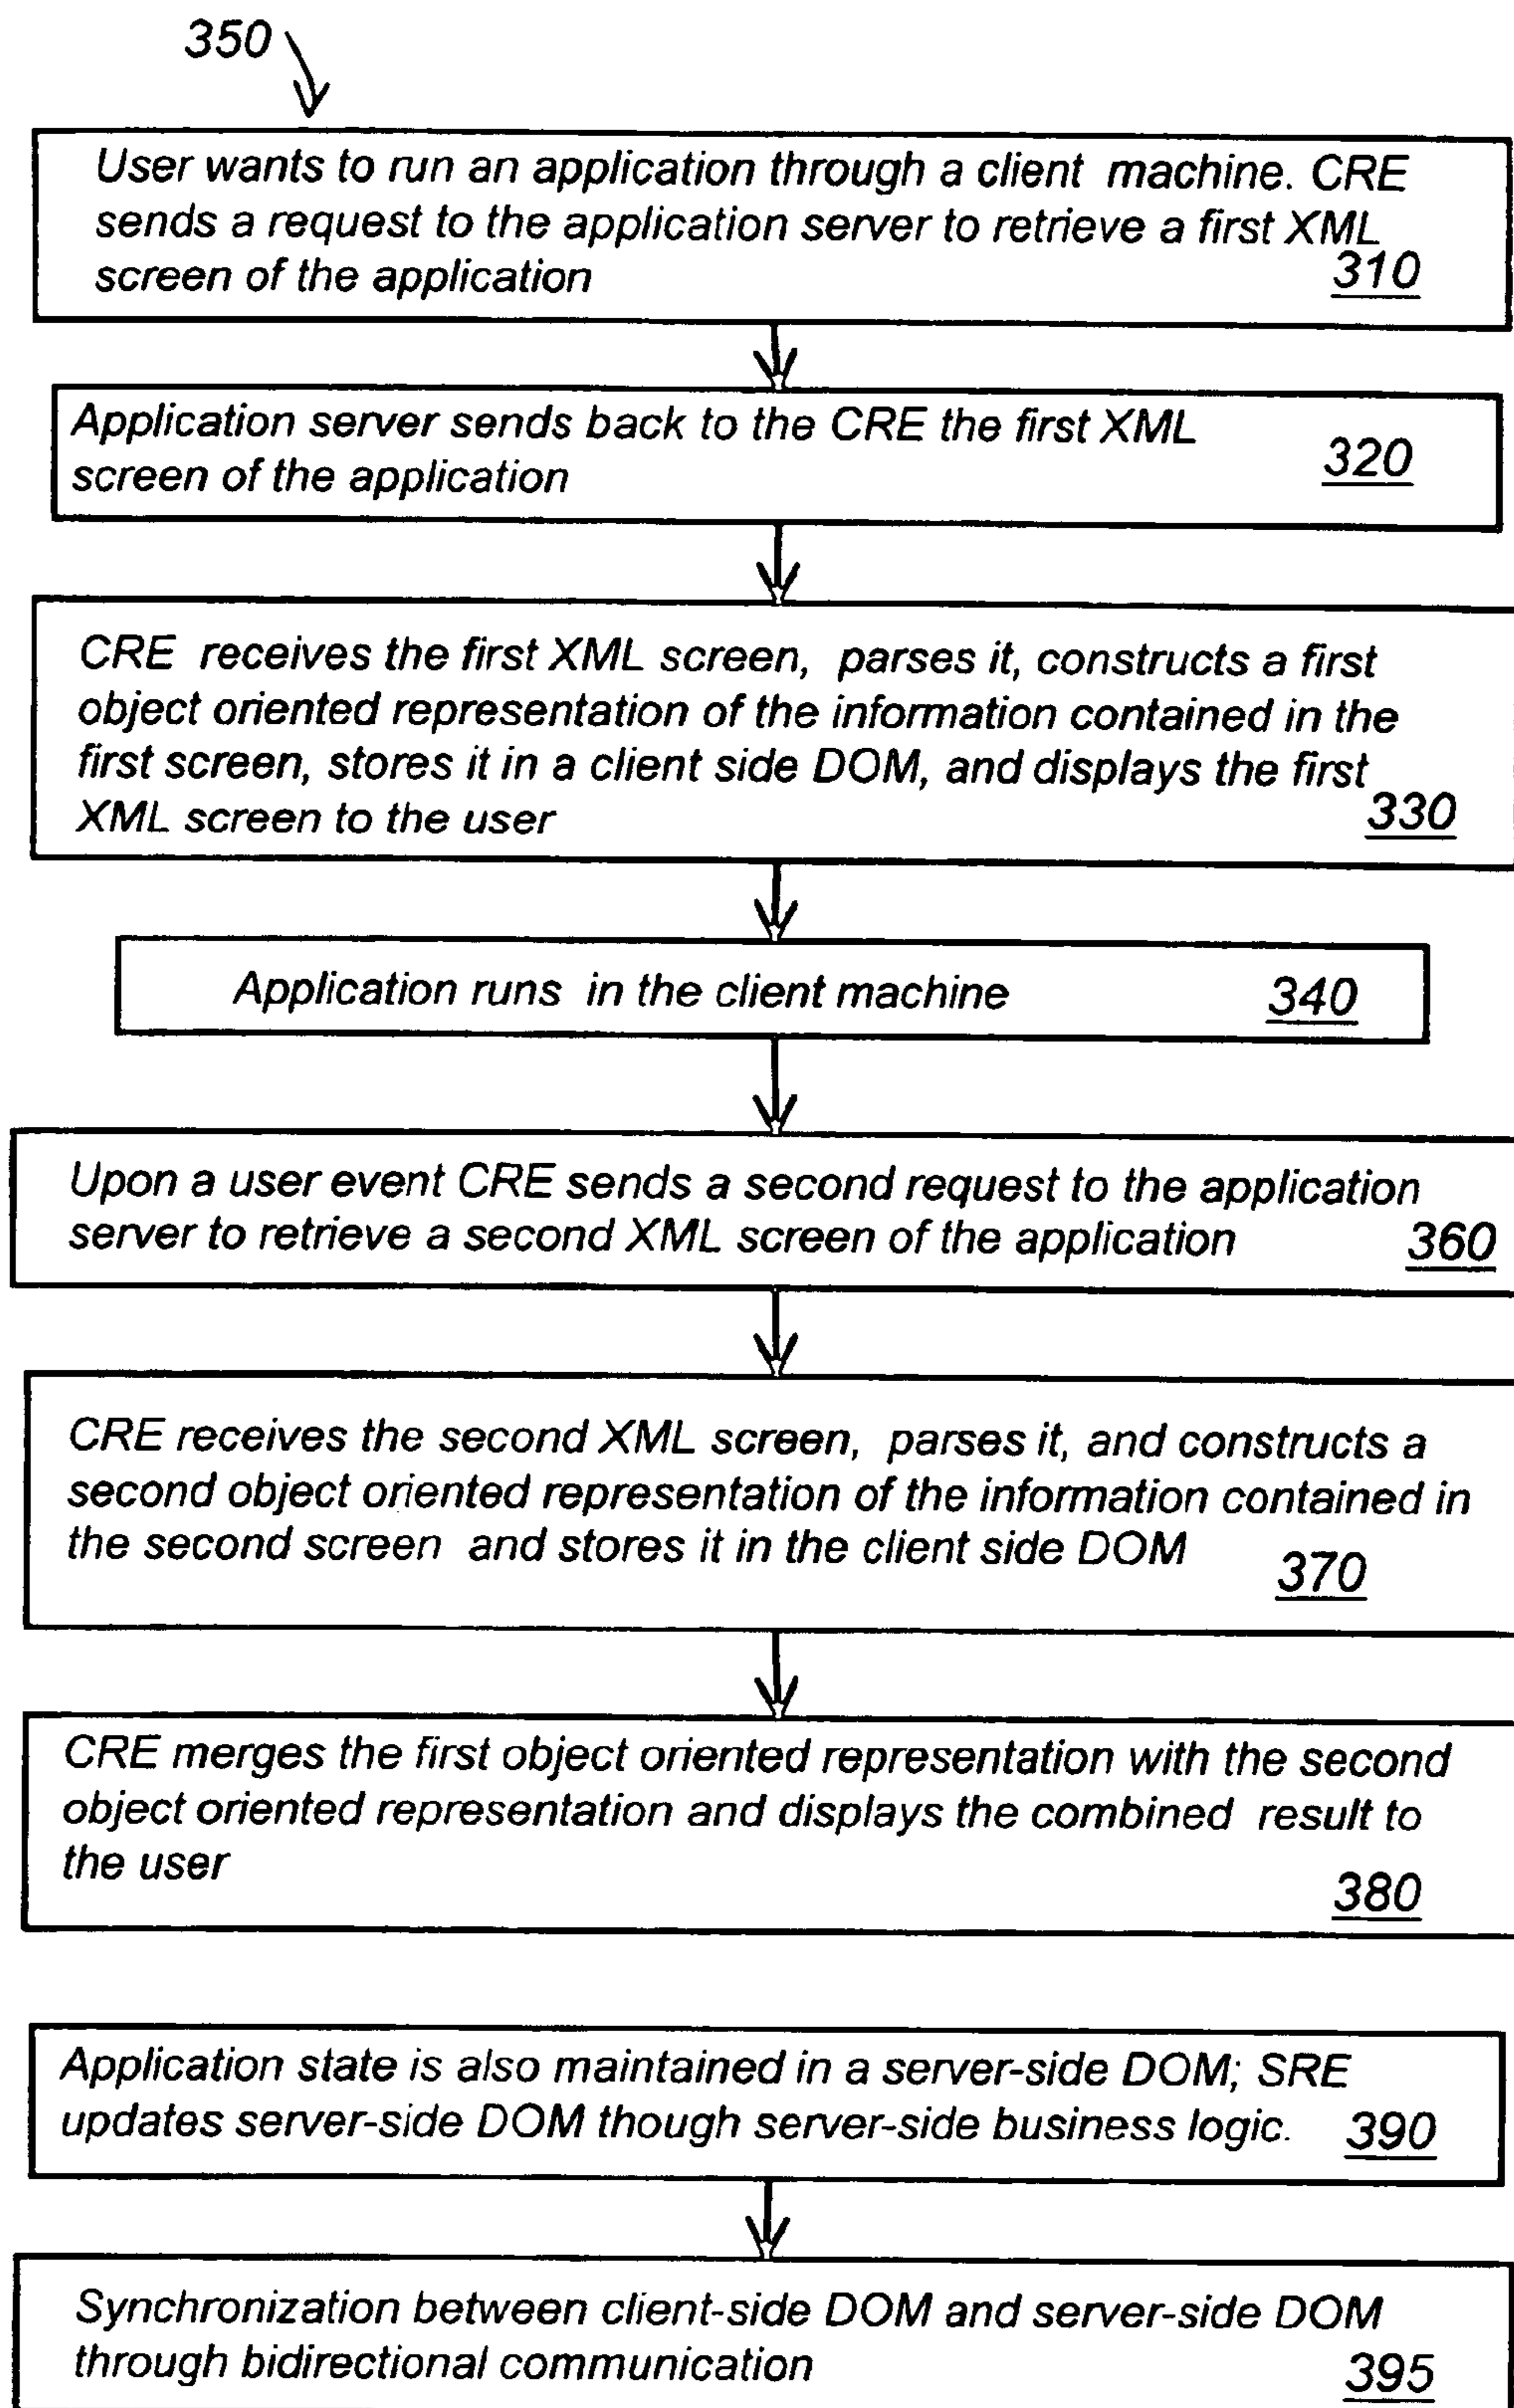 350
User wants to run an application through a client machine. CRE
sends a request to the application server to retrieve a first XML
screen of the application
310
Application server sends back to the CRE the first XML
screen of the application
320
CRE receives the first XML screen, parses it, constructs a first
object oriented representation of the information contained in the
first screen, stores it in a client side DOM, and displays the first
XML screen to the user
330
Application runs in the client machine
340
Upon a user event CRE sends a second request to the application
server to retrieve a second XML screen of the application
360
CRE receives the second XML screen, parses it, and constructs a
second object oriented representation of the information contained in
the second screen and stores it in the client side DOM
370
CRE merges the first object oriented representation with the second
object oriented representation and displays the combined result to
the user
380
Application state is also maintained in a server-side DOM; SRE
updates server-side DOM though server-side business logic.
390
Synchronization between client-side DOM and server-side DOM
through bidirectional communication
395